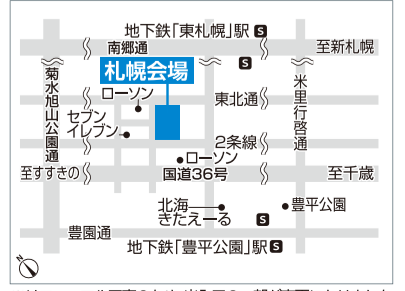 地下鉄「東札幌」駅 S
南郷通
至新札幌
S
札幌会場
菊水旭山公園通
ローソン
東北通
米里行啓通
セブン
イレブン
2条線
ローソン
至すすきの
国道36号
至千歳
北海
きたえーる
豊平公園
S
豊園通
地下鉄「豊平公園」駅 S
N